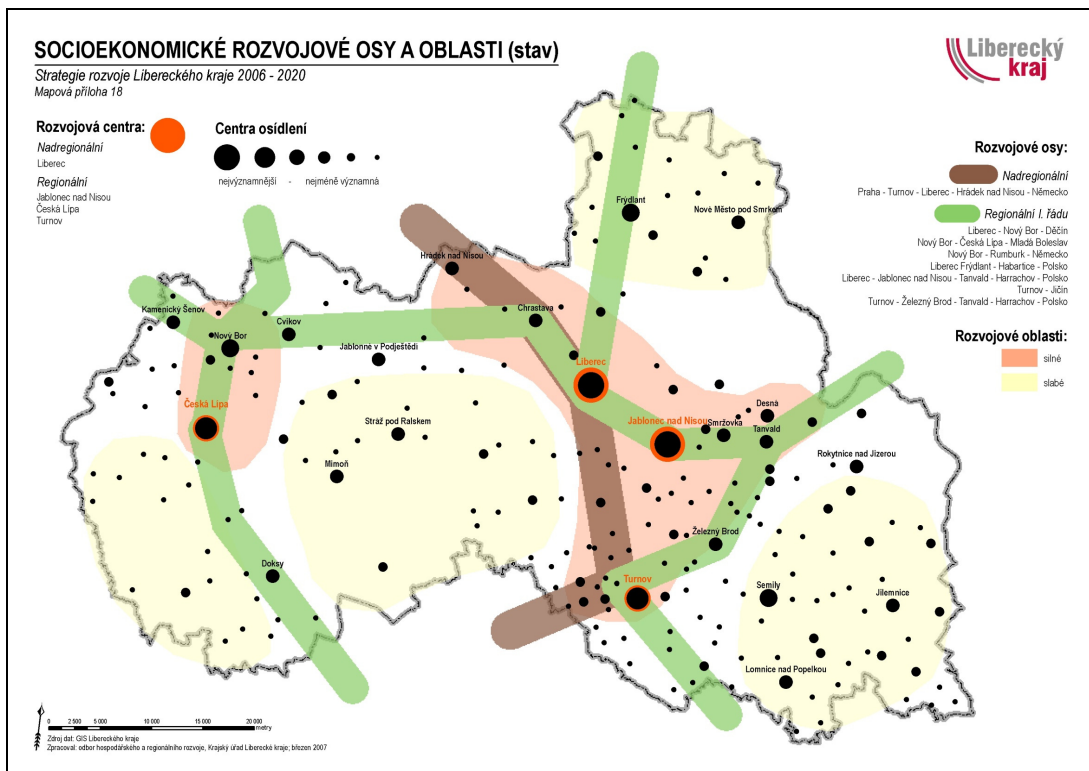 SOCIOEKONOMICKÉ ROZVOJOVÉ OSY A OBLASTI (stav)
Strategie rozvoje Libereckého kraje 2006 - 2020
Mapová příloha 18
Liberecký
kraj
Rozvojová centra:
Nadregionální
Liberec
Regionální
Jablonec nad Nisou
Česká Lípa
Turnov
Centra osídlení
nejvýznamnější - nejméně významná
Rozvojové osy:
Nadregionální
Praha - Turnov - Liberec - Hrádek nad Nisou - Německo
Regionální I. řádu
Liberec - Nový Bor - Děčín
Nový Bor - Česká Lípa - Mladá Boleslav
Nový Bor - Rumburk - Německo
Liberec Frýdlant - Habartice - Polsko
Liberec - Jablonec nad Nisou - Tanvald - Harrachov - Polsko
Turnov - Jičín
Turnov - Železný Brod - Tanvald - Harrachov - Polsko
Rozvojové oblasti:
silné
slabé
Frýdlant
Nové Město pod Smrkem
Hrádek nad Nisou
Kamenický Šenov
Cvikov
Chrastava
Nový Bor
Jablonné v Podještědí
Liberec
Česká Lípa
Desná
Jablonec nad Nisou
Smržovka
Stráž pod Ralskem
Tanvald
Rokytnice nad Jizerou
Mimoň
Železný Brod
Doksy
Turnov
Semily
Jilemnice
Lomnice nad Popelkou
0 2 500 5 000 10 000 15 000 20 000
metry
Zdroj dat: GIS Libereckého kraje
Zpracoval: odbor hospodářského a regionálního rozvoje, Krajský úřad Liberecké kraje; březen 2007